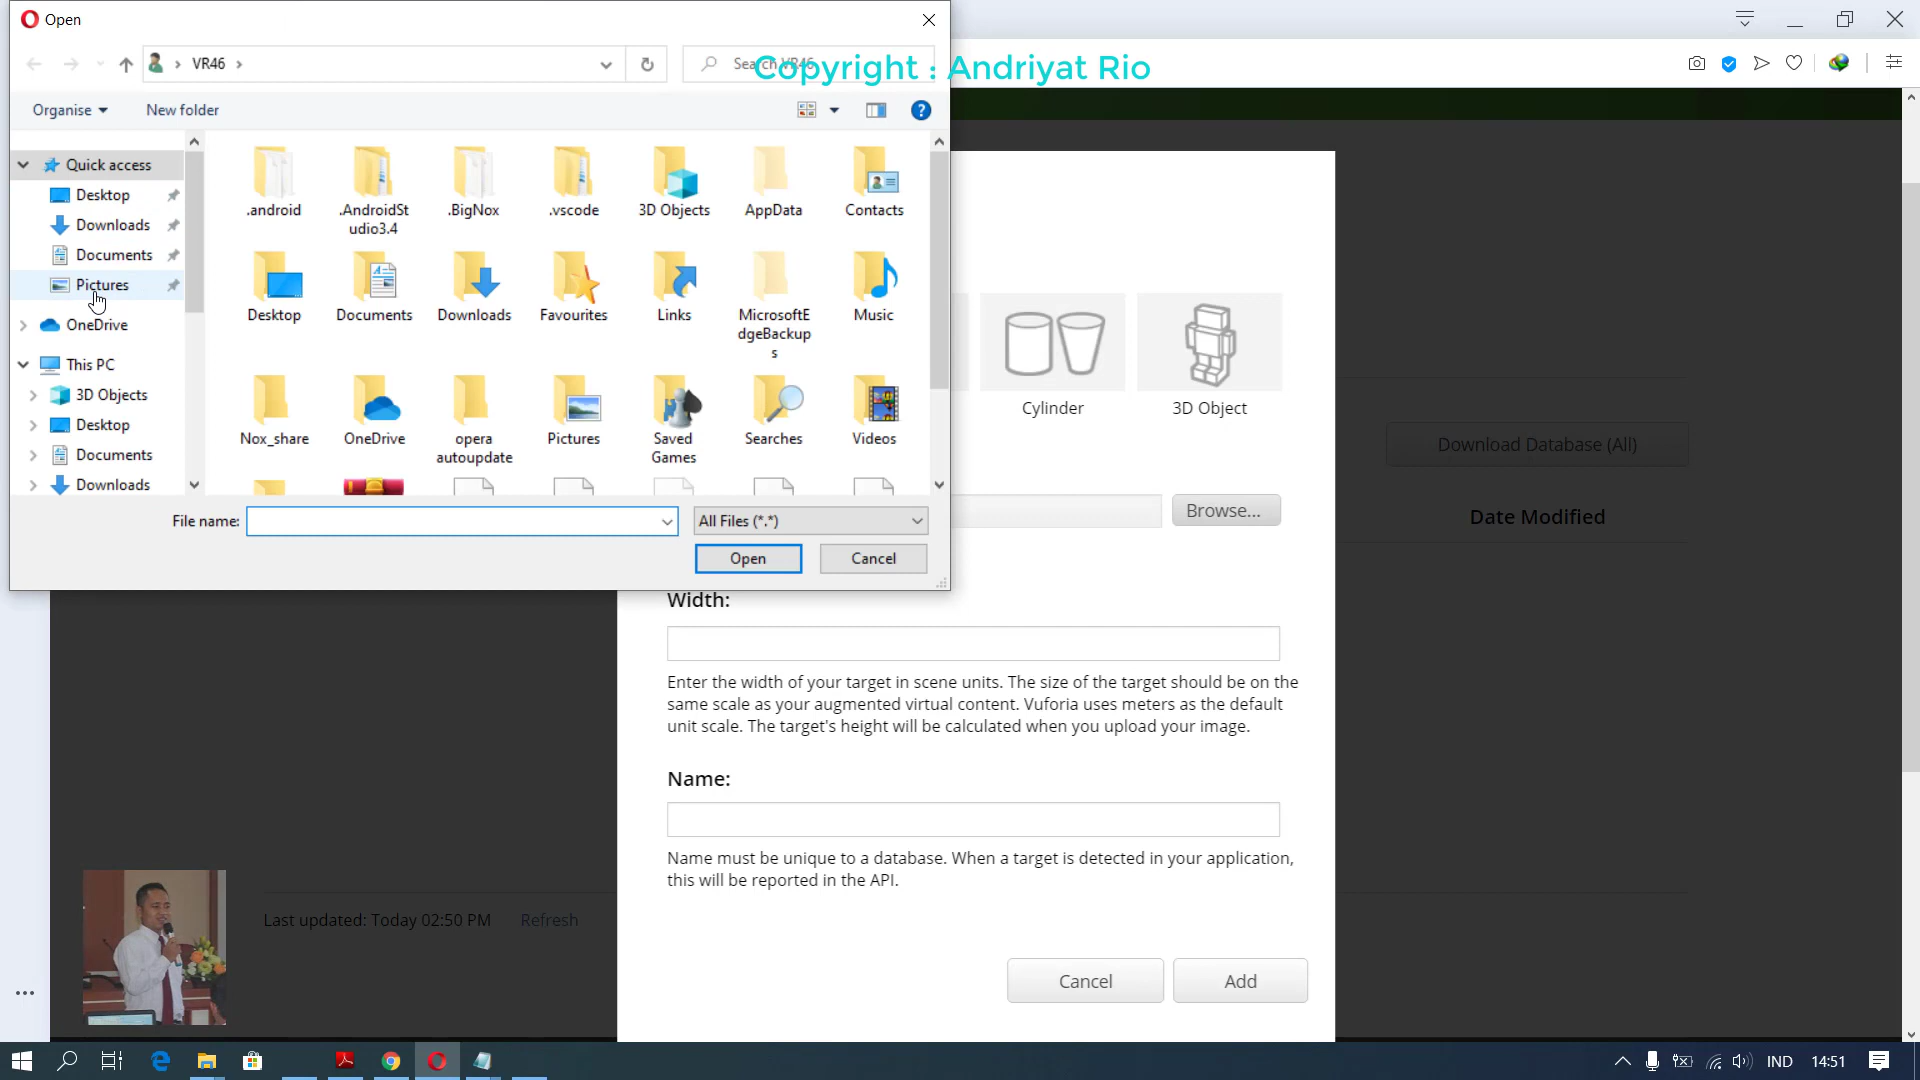 Open
VR46
Search VR46
Copyright : Andriyat Rio
Organise
New folder
Quick access
Desktop
Downloads
Documents
Pictures
OneDrive
This PC
3D Objects
Desktop
Documents
Downloads
.android
.AndroidSt
udio3.4
.BigNox
.vscode
3D Objects
AppData
Contacts
Desktop
Documents
Downloads
Favourites
Links
MicrosoftE
dgeBackup
s
Music
Nox_share
OneDrive
opera
autoupdate
Pictures
Saved
Games
Searches
Videos
File name:
All Files (*.*)
Open
Cancel
Cylinder
3D Object
Download Database (All)
Browse...
Date Modified
Width:
Enter the width of your target in scene units. The size of the target should be on the
same scale as your augmented virtual content. Vuforia uses meters as the default
unit scale. The target's height will be calculated when you upload your image.
Name:
Name must be unique to a database. When a target is detected in your application,
this will be reported in the API.
Last updated: Today 02:50 PM
Refresh
Cancel
Add
IND
14:51